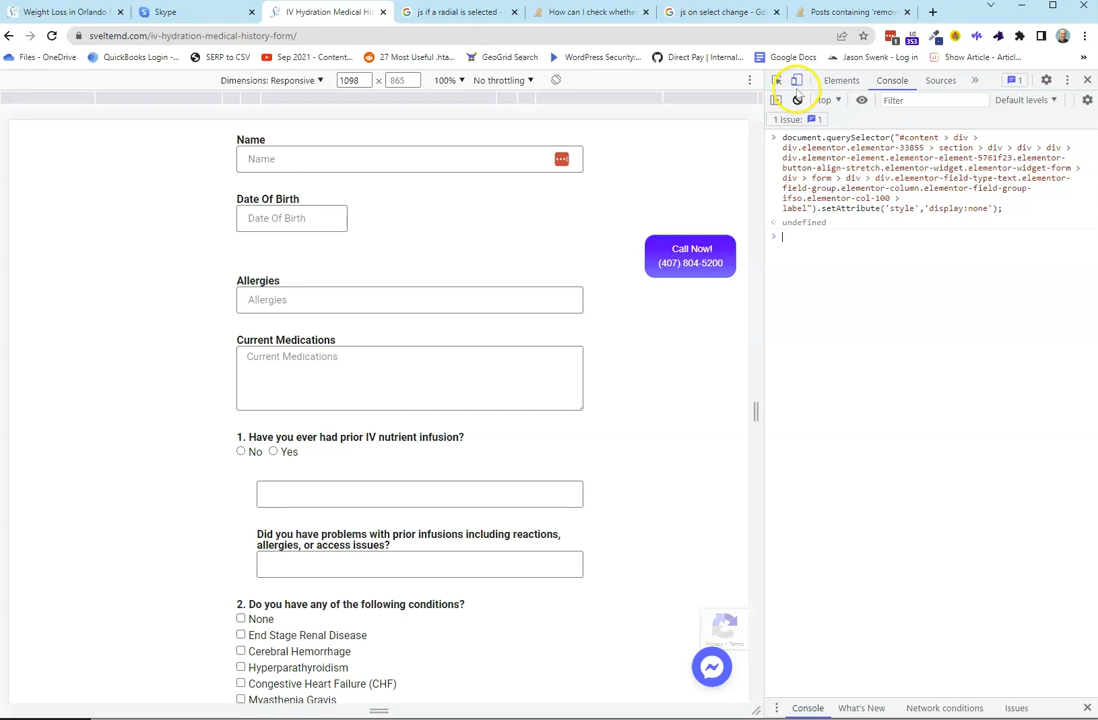 Weight Loss in Orlando
Skype
IV Hydration Medical His
js if a radial is selected -
How can I check whethe
js on select change - Go
Posts containing 'remov
sveltemd.com/iv-hydration-medical-history-form/
Files - OneDrive
QuickBooks Login -...
SERP to CSV
Sep 2021 - Content...
27 Most Useful .hta...
GeoGrid Search
WordPress Security:...
Direct Pay | Internal...
Google Docs
Jason Swenk - Log in
Show Article - Articl...
Dimensions: Responsive
1098
×
865
100%
No throttling
Elements
Console
Sources
1
top
Filter
Default levels
1 Issue:
1
document.querySelector("#content > div >
div.elementor.elementor-33855 > section > div > div > div >
div.elementor-element.elementor-element-5761f23.elementor-
button-align-stretch.elementor-widget.elementor-widget-form >
div > form > div.elementor-field-type-text.elementor-
field-group.elementor-column.elementor-field-group-
ifso.elementor-col-100 >
label").setAttribute('style','display:none');
undefined
Name
Name
Date Of Birth
Date Of Birth
Call Now!
(407) 804-5200
Allergies
Allergies
Current Medications
Current Medications
1. Have you ever had prior IV nutrient infusion?
No Yes
Did you have problems with prior infusions including reactions,
allergies, or access issues?
2. Do you have any of the following conditions?
None
End Stage Renal Disease
Cerebral Hemorrhage
Hyperparathyroidism
Congestive Heart Failure (CHF)
Myasthenia Gravis
Privacy - Terms
Console
What's New
Network conditions
Issues